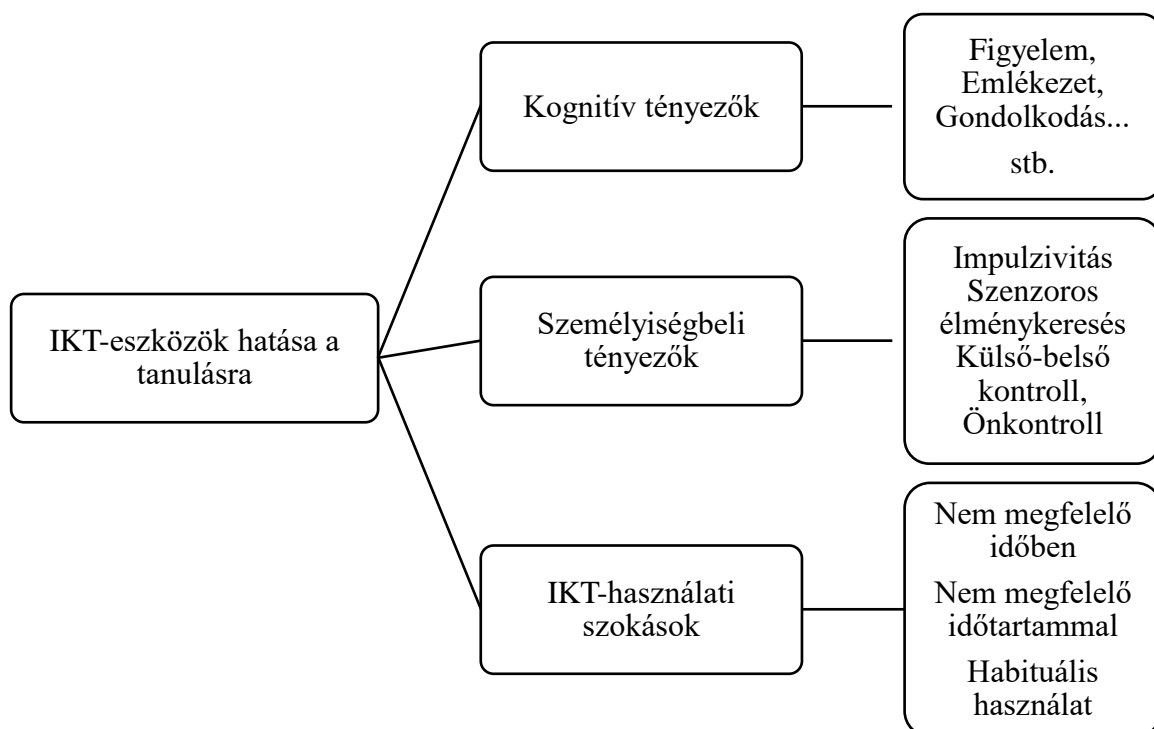 IKT-eszközök hatása a
tanulásra
Kognitív tényezők
Figyelem,
Emlékezet,
Gondolkodás...
stb.
Személyiségbeli
tényezők
Impulzivitás
Szenzoros
élménykeresés
Külső-belső
kontroll,
Önkontroll
IKT-használati
szokások
Nem megfelelő
időben
Nem megfelelő
időtartammal
Habituális
használat